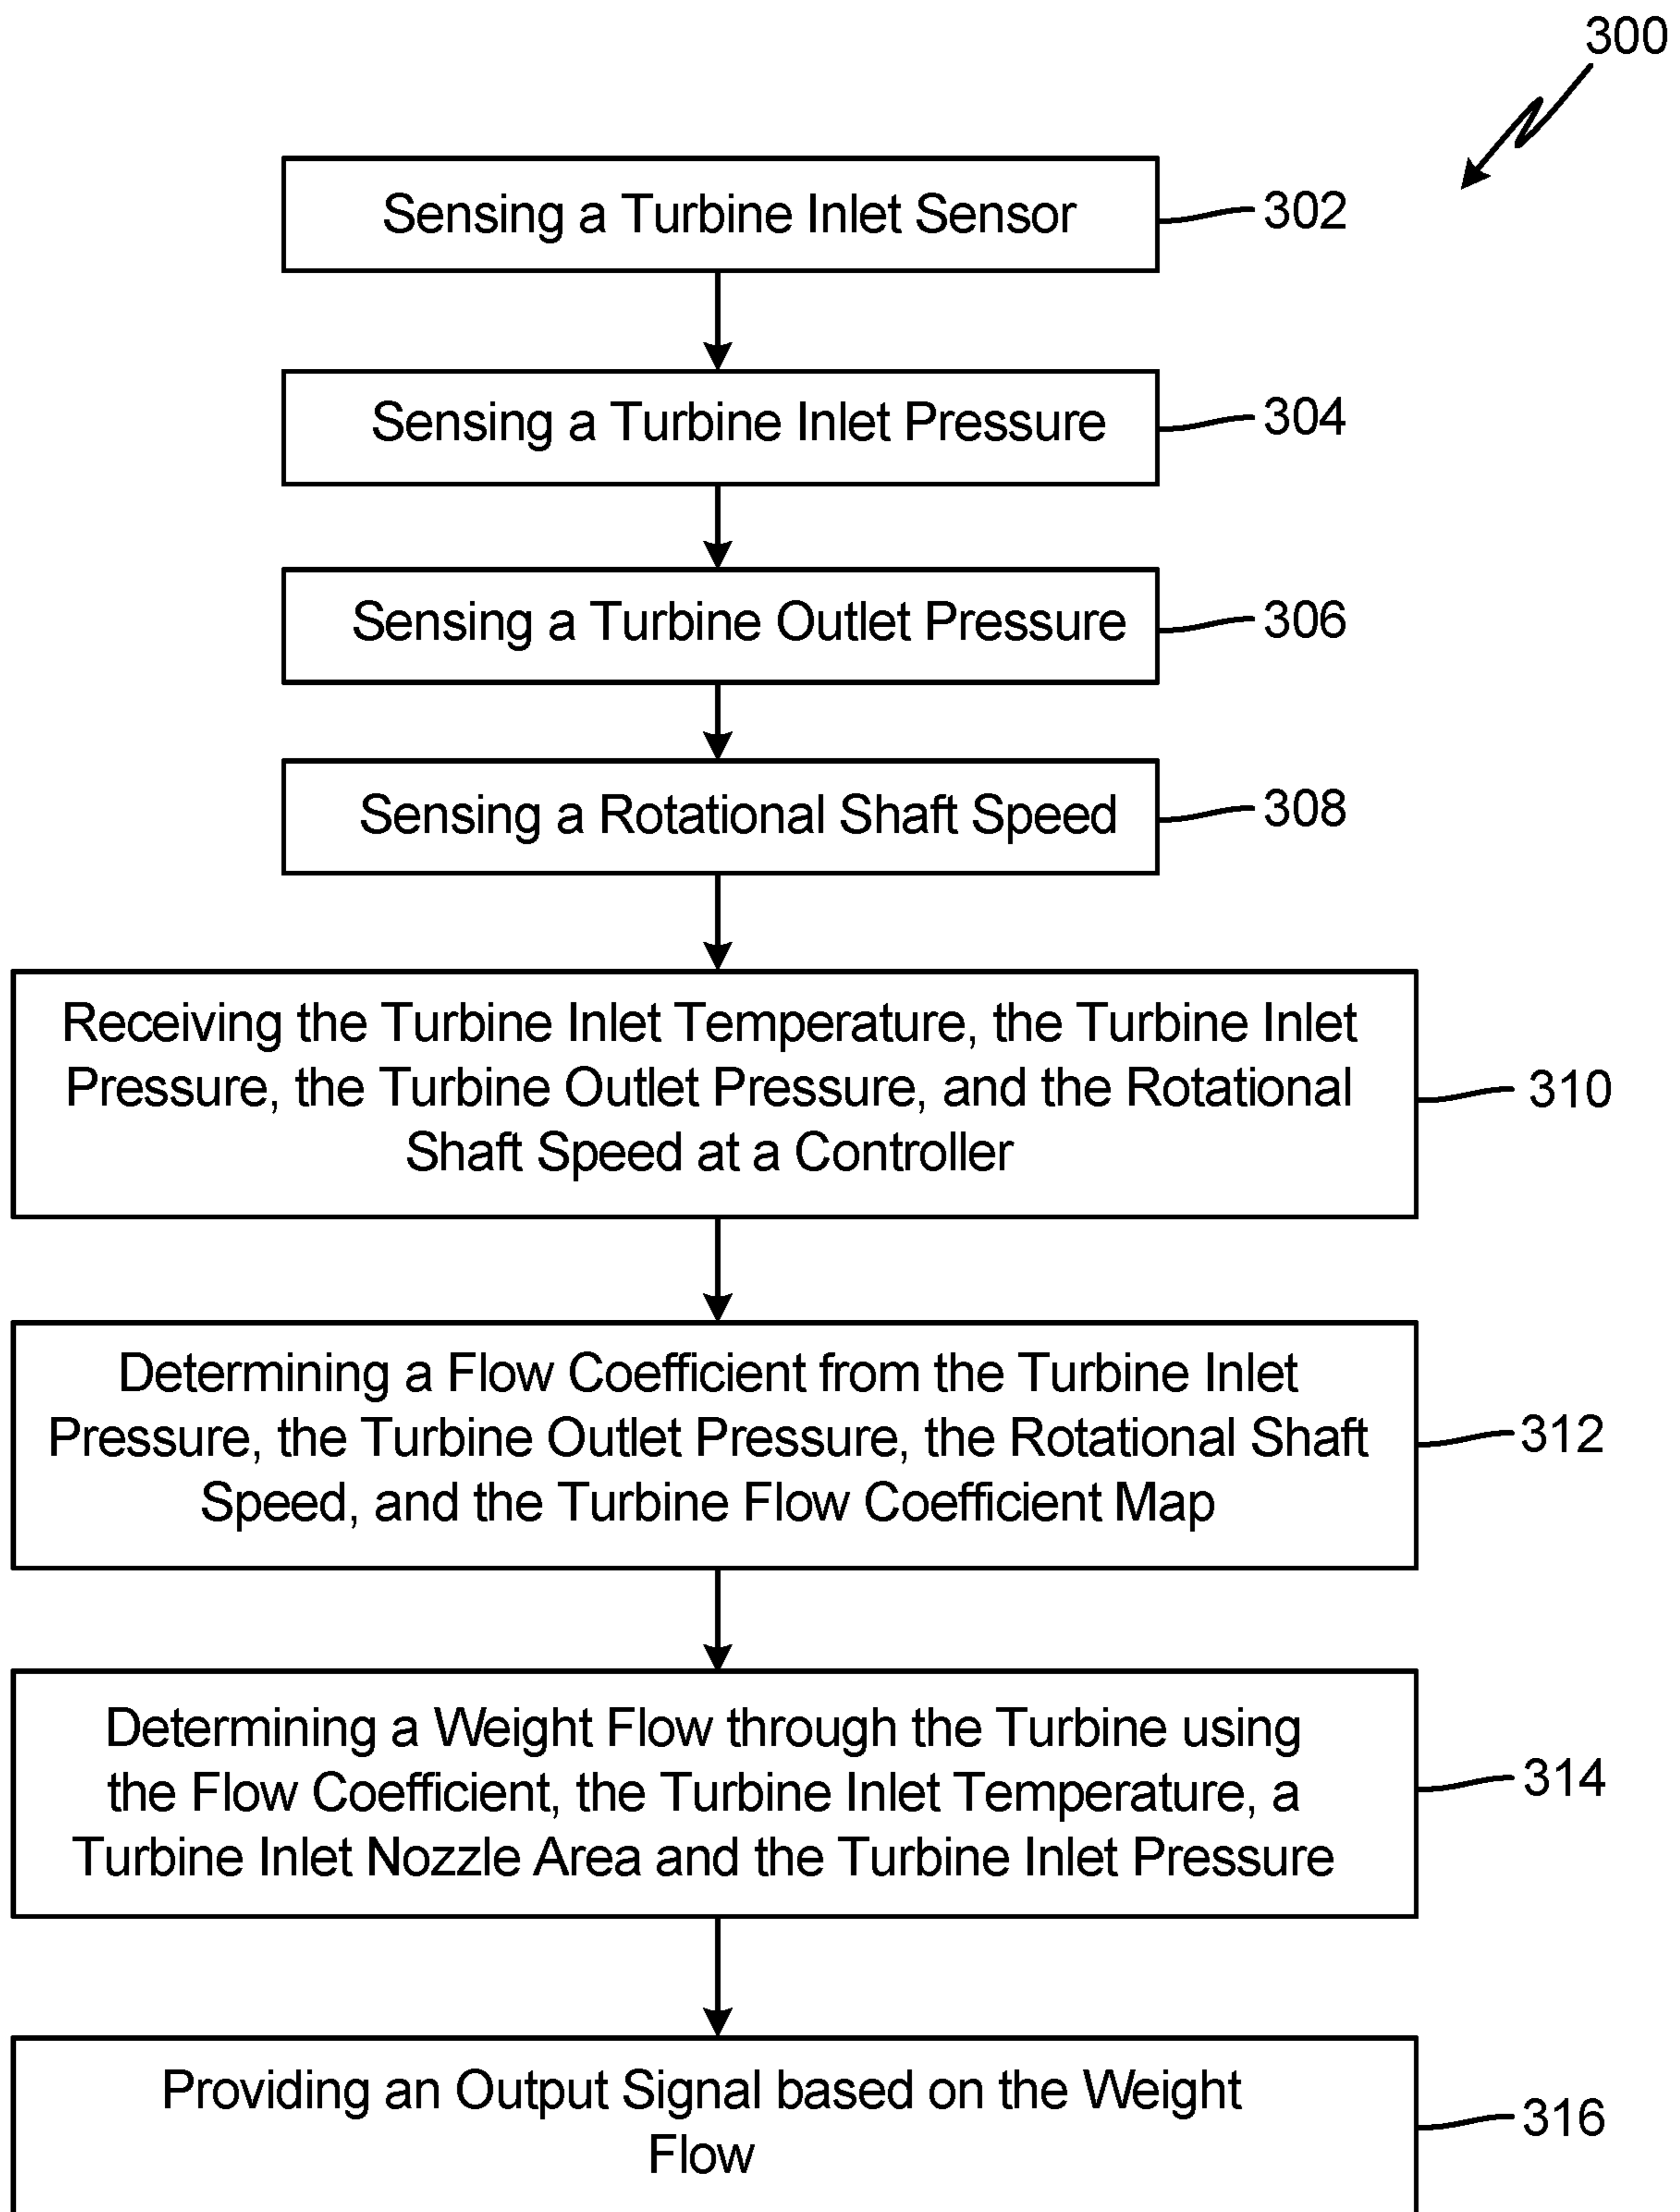 300
Sensing a Turbine Inlet Sensor
302
Sensing a Turbine Inlet Pressure
304
Sensing a Turbine Outlet Pressure
306
Sensing a Rotational Shaft Speed
308
Receiving the Turbine Inlet Temperature, the Turbine Inlet
Pressure, the Turbine Outlet Pressure, and the Rotational
Shaft Speed at a Controller
310
Determining a Flow Coefficient from the Turbine Inlet
Pressure, the Turbine Outlet Pressure, the Rotational Shaft
Speed, and the Turbine Flow Coefficient Map
312
Determining a Weight Flow through the Turbine using
the Flow Coefficient, the Turbine Inlet Temperature, a
Turbine Inlet Nozzle Area and the Turbine Inlet Pressure
314
Providing an Output Signal based on the Weight
Flow
316